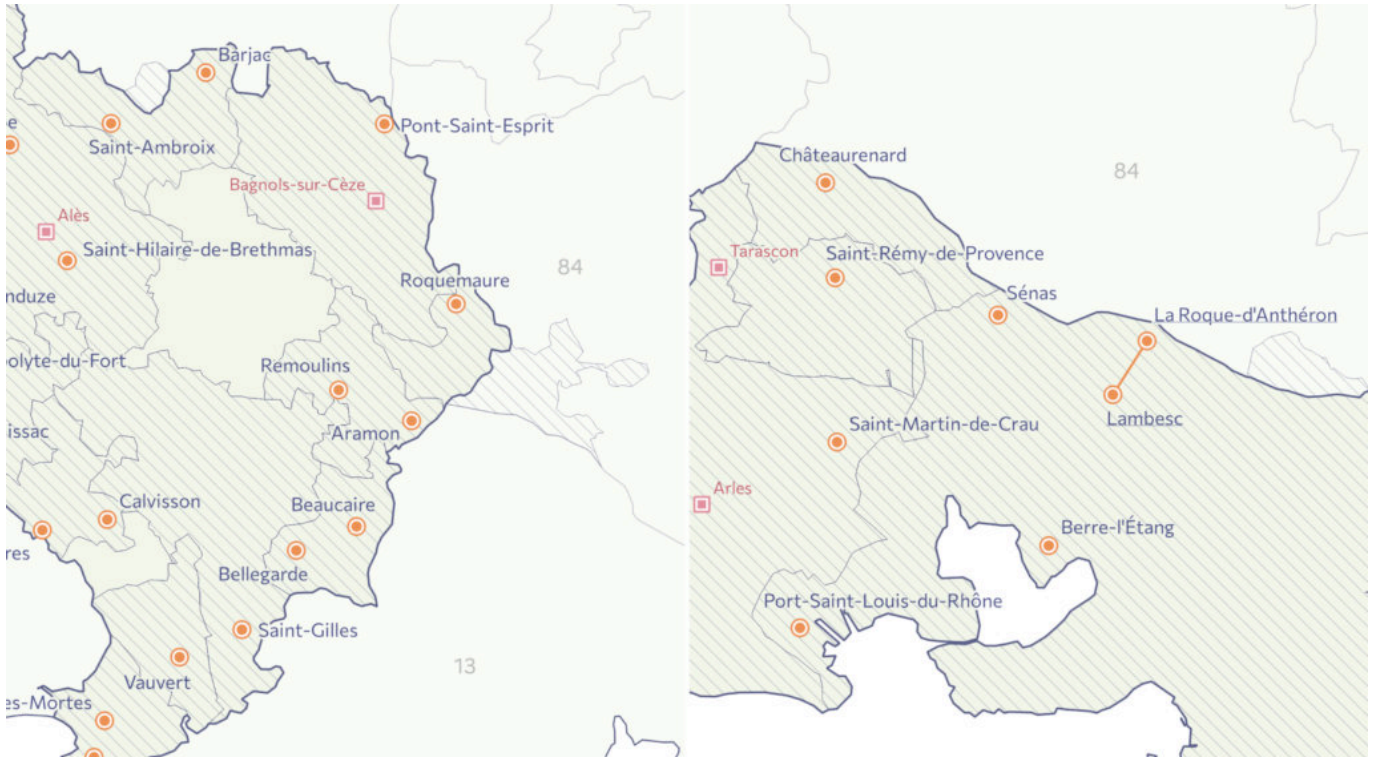 Barjac
e
Saint-Ambroix
Pont-Saint-Esprit
Bagnols-sur-Cèze
Alès
Saint-Hilaire-de-Brethmas
84
Roquemaure
nduze
olyte-du-Fort
Remoulins
issac
Aramon
Calvisson
Beaucaire
res
Bellegarde
Saint-Gilles
Vauvert
13
es-Mortes
Châteaurenard
84
Tarascon
Saint-Rémy-de-Provence
Sénas
La Roque-d'Anthéron
Lambesc
Saint-Martin-de-Crau
Arles
Berre-l'Étang
Port-Saint-Louis-du-Rhône